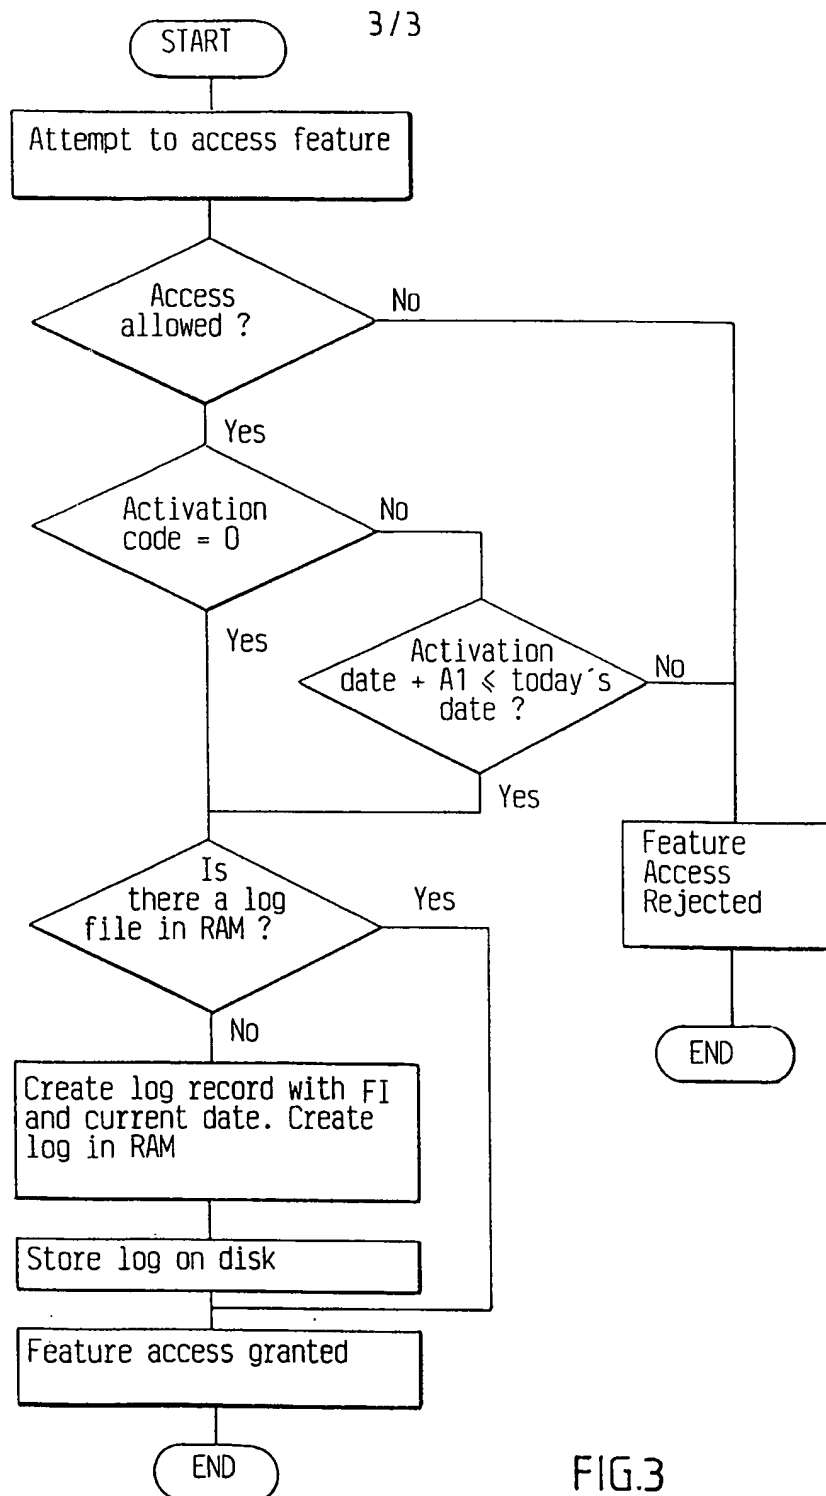 3/3
START
Attempt to access feature
Access
allowed ?
No
Yes
Activation
code = 0
No
Yes
Activation
date + A1 ⩽ today´s
date ?
No
Yes
Is
there a log
file in RAM ?
Yes
No
Feature
Access
Rejected
END
Create log record with FI
and current date. Create
log in RAM
Store log on disk
Feature access granted
END
FIG.3